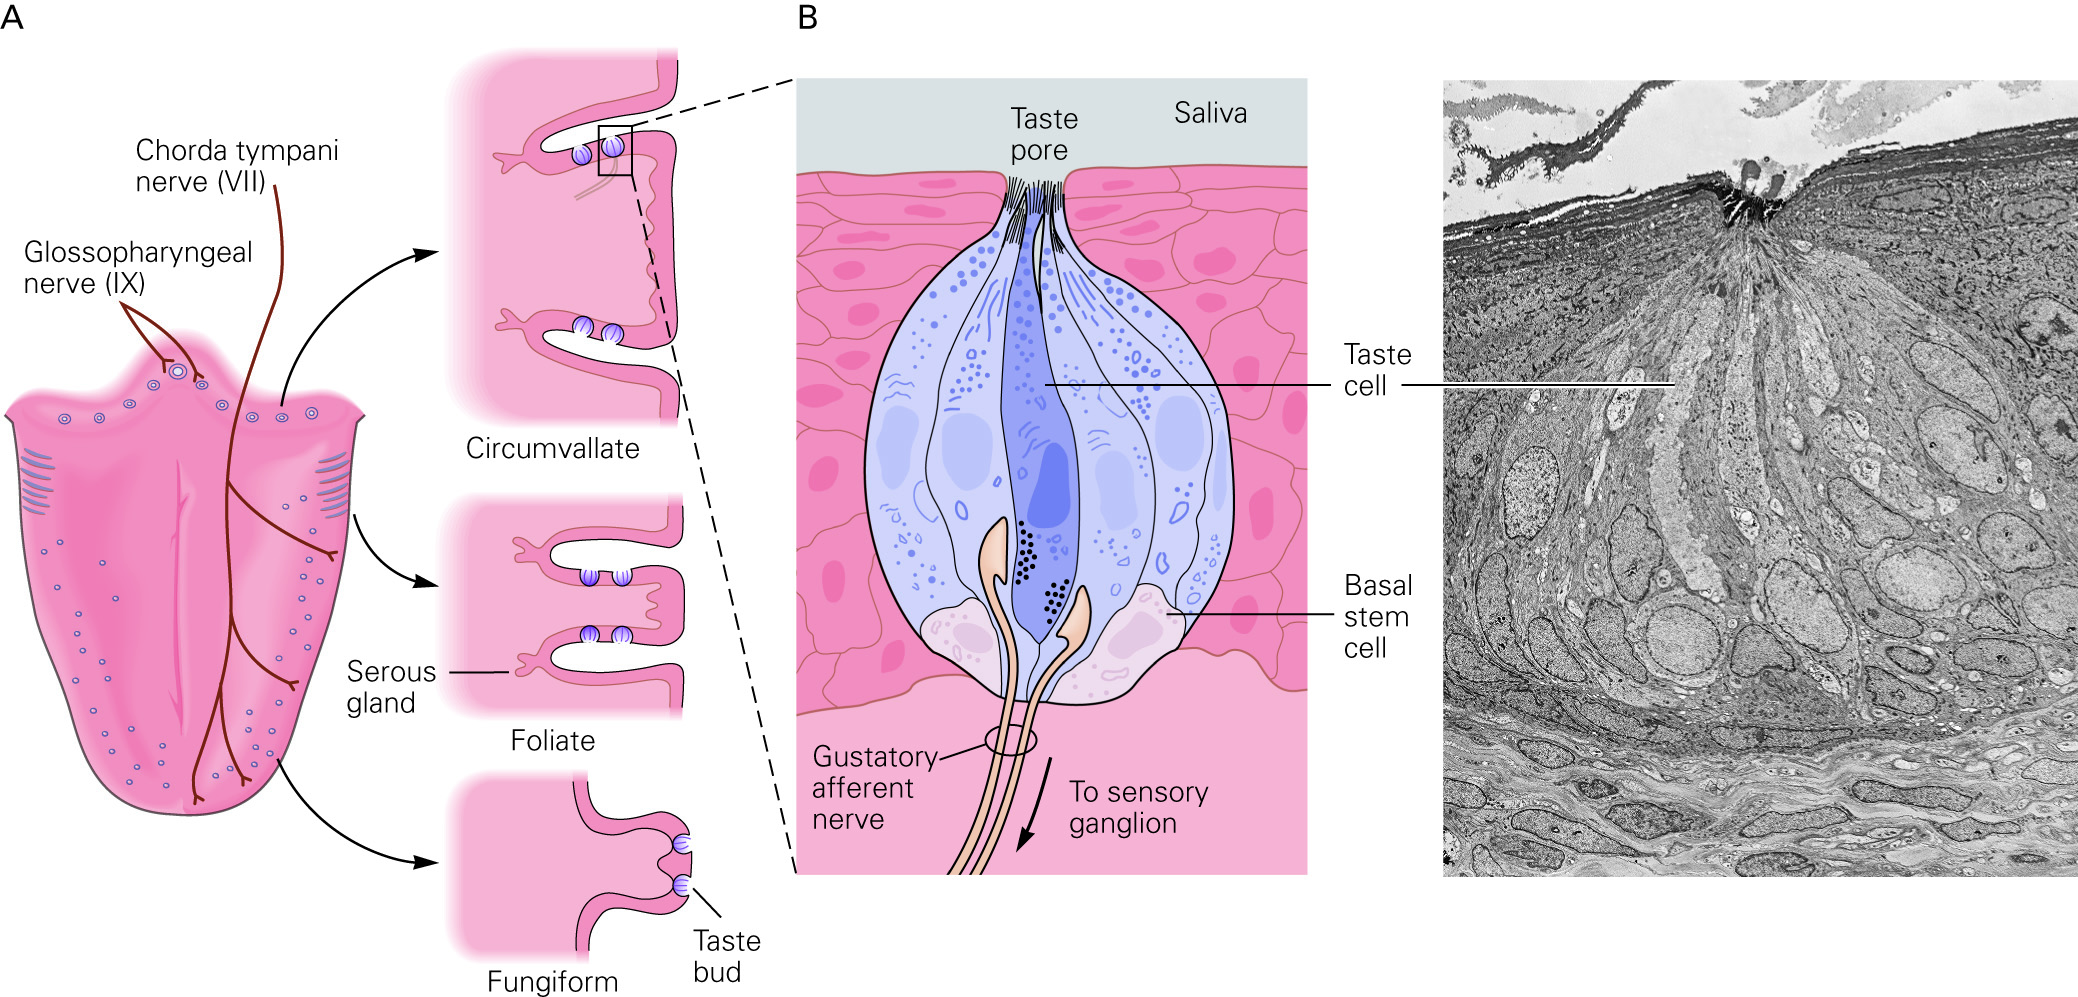 A
Chorda tympani
nerve (VII)
Glossopharyngeal
nerve (IX)
Circumvallate
Serous
gland
Foliate
Taste
bud
Fungiform
B
Taste
pore
Saliva
Taste
cell
Basal
stem
cell
Gustatory
afferent
nerve
To sensory
ganglion